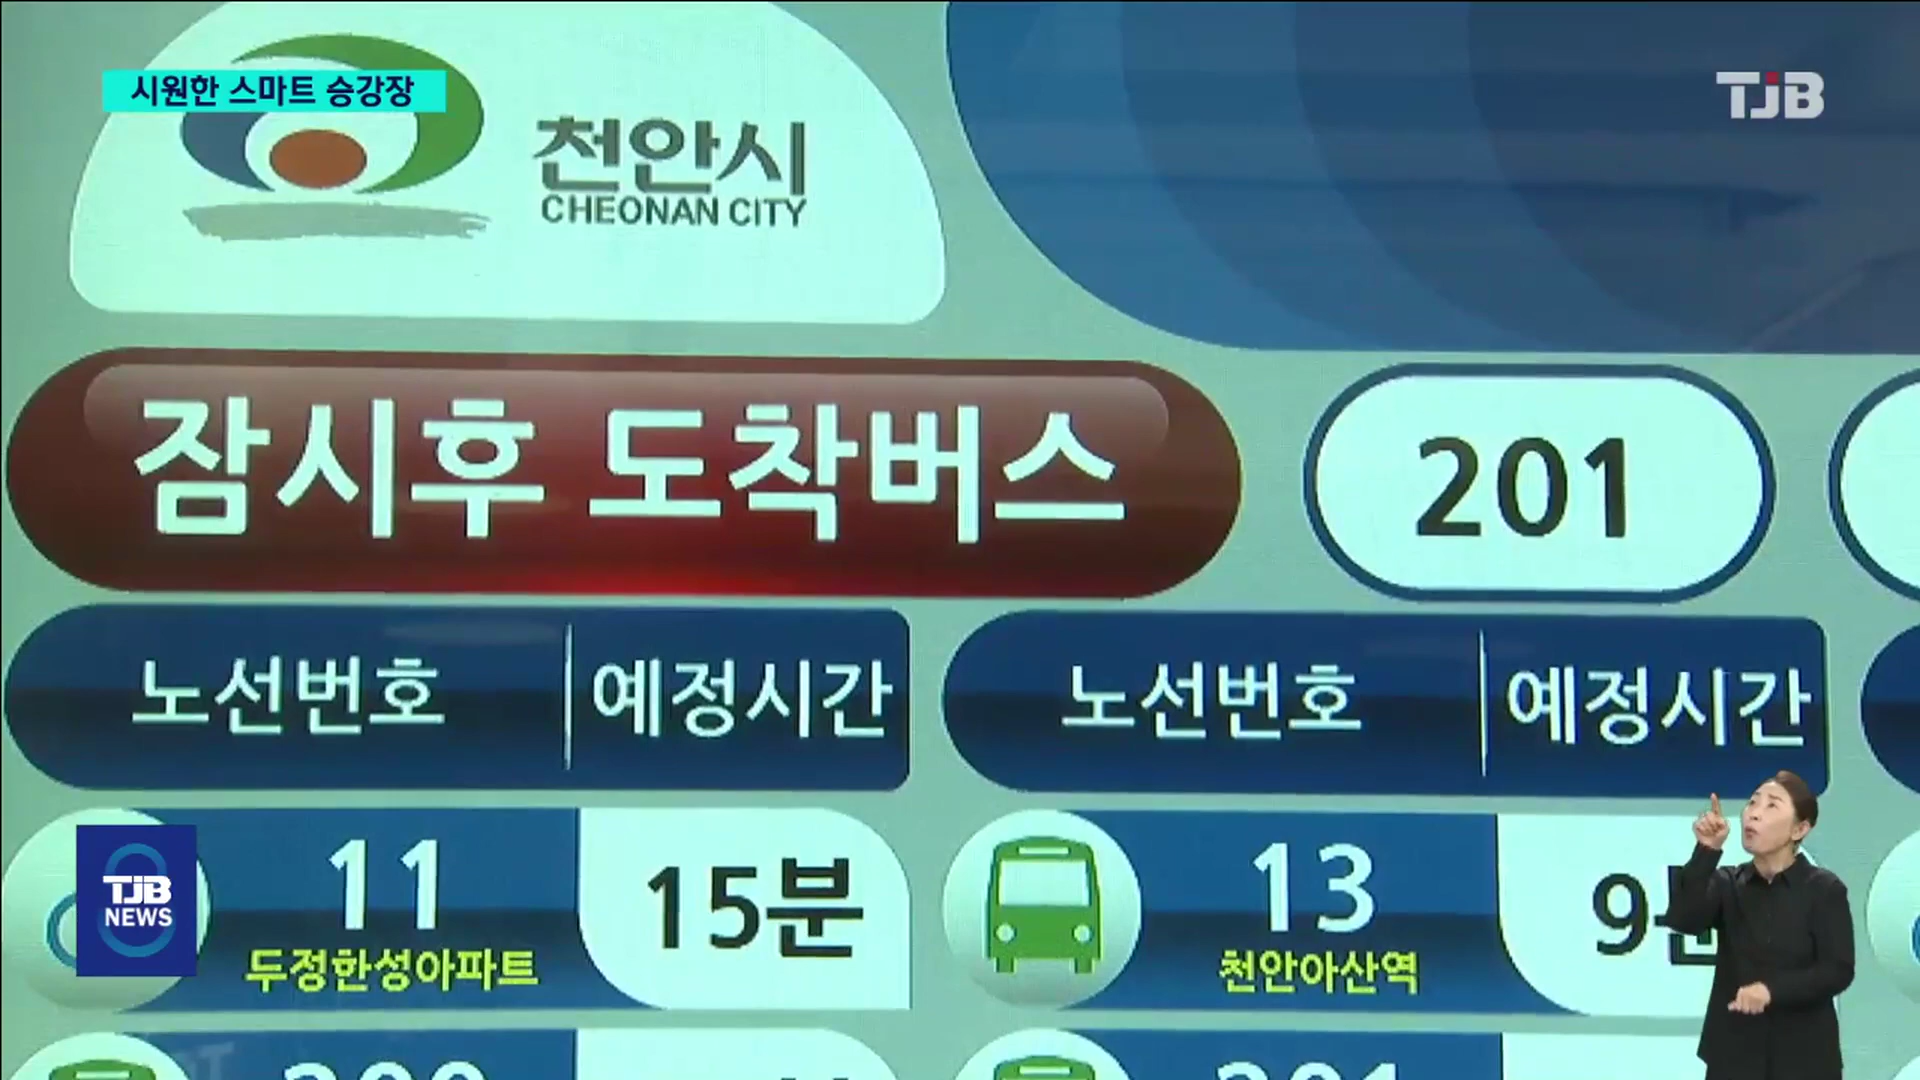 시원한 스마트 승강장
TJB
천안시
CHEONAN CITY
잠시후 도착버스
201
노선번호
예정시간
노선번호
예정시간
11
15분
두정한성아파트
13
9분
천안아산역
TJB
NEWS
201